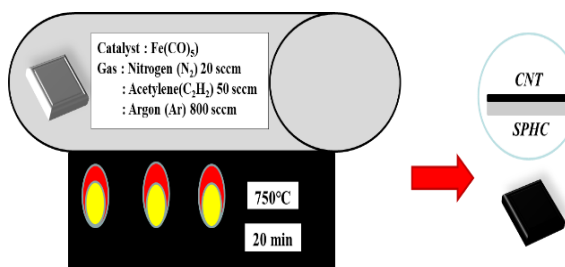 Catalyst : Fe(CO)5)
Gas : Nitrogen (N2) 20 sccm
: Acetylene(C2H2) 50 sccm
: Argon (Ar) 800 sccm
750℃
20 min
CNT
SPHC